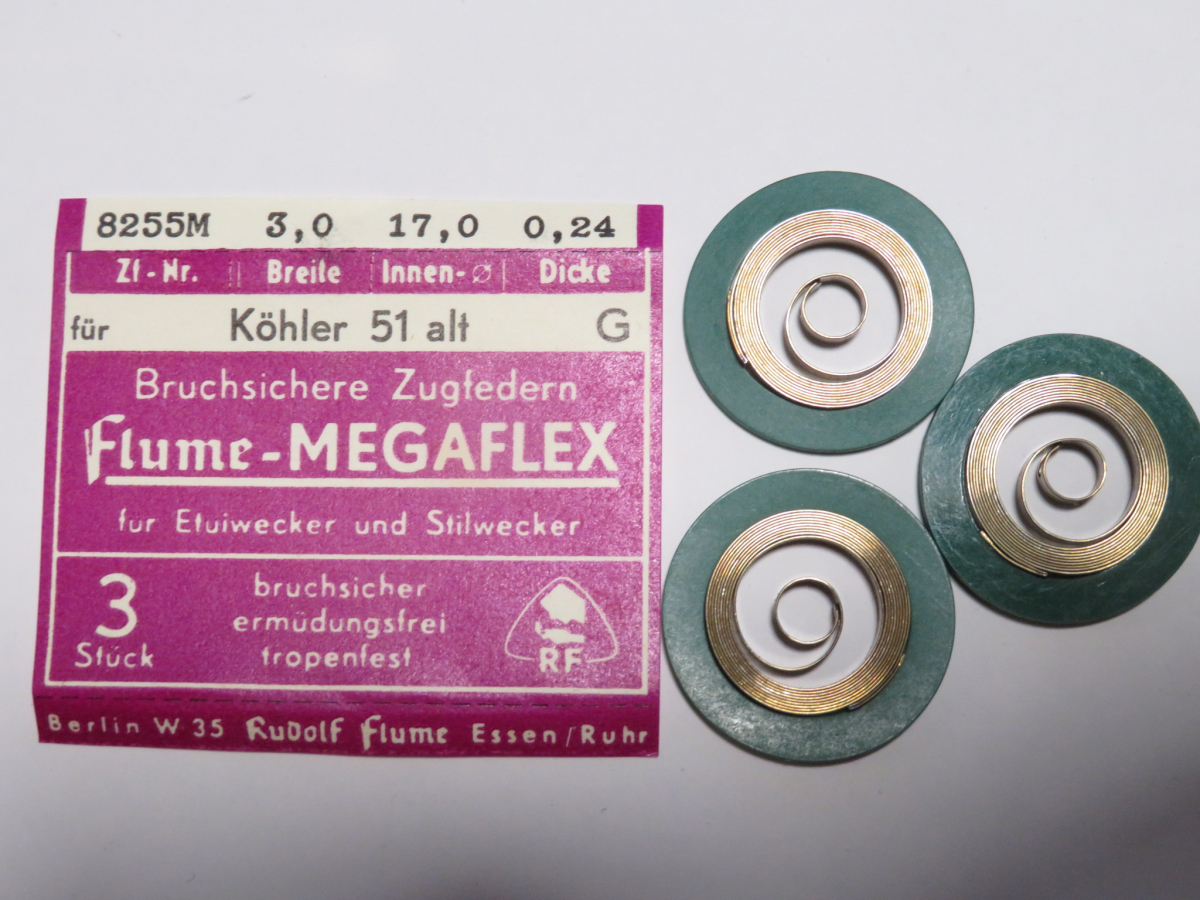 8255M 3,0 17,0 0,24
Zf-Nr. Breite Innen-⌀ Dicke
für Köhler 51 alt G
Bruchsichere Zugfedern
Flume-MEGAFLEX
für Etuiwecker und Stilwecker
3 Stück
bruchsicher
ermüdungsfrei
tropenfest
RF
Berlin W 35 Rudolf Flume Essen/Ruhr